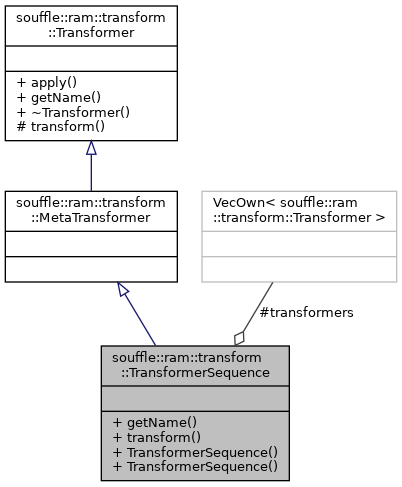 souffle::ram::transform
::Transformer
+ apply()
+ getName()
+ ~Transformer()
# transform()
souffle::ram::transform
::MetaTransformer
VecOwn< souffle::ram
::transform::Transformer >
#transformers
souffle::ram::transform
::TransformerSequence
+ getName()
+ transform()
+ TransformerSequence()
+ TransformerSequence()